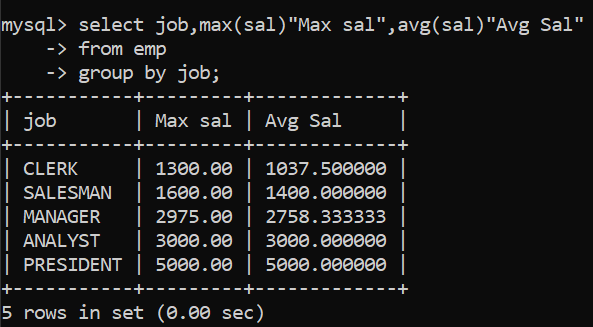 mysql> select job,max(sal)"Max sal",avg(sal)"Avg Sal"
    -> from emp
    -> group by job;
+-----------+---------+-------------+
| job       | Max sal | Avg Sal     |
+-----------+---------+-------------+
| CLERK     | 1300.00 | 1037.500000 |
| SALESMAN  | 1600.00 | 1400.000000 |
| MANAGER   | 2975.00 | 2758.333333 |
| ANALYST   | 3000.00 | 3000.000000 |
| PRESIDENT | 5000.00 | 5000.000000 |
+-----------+---------+-------------+
5 rows in set (0.00 sec)